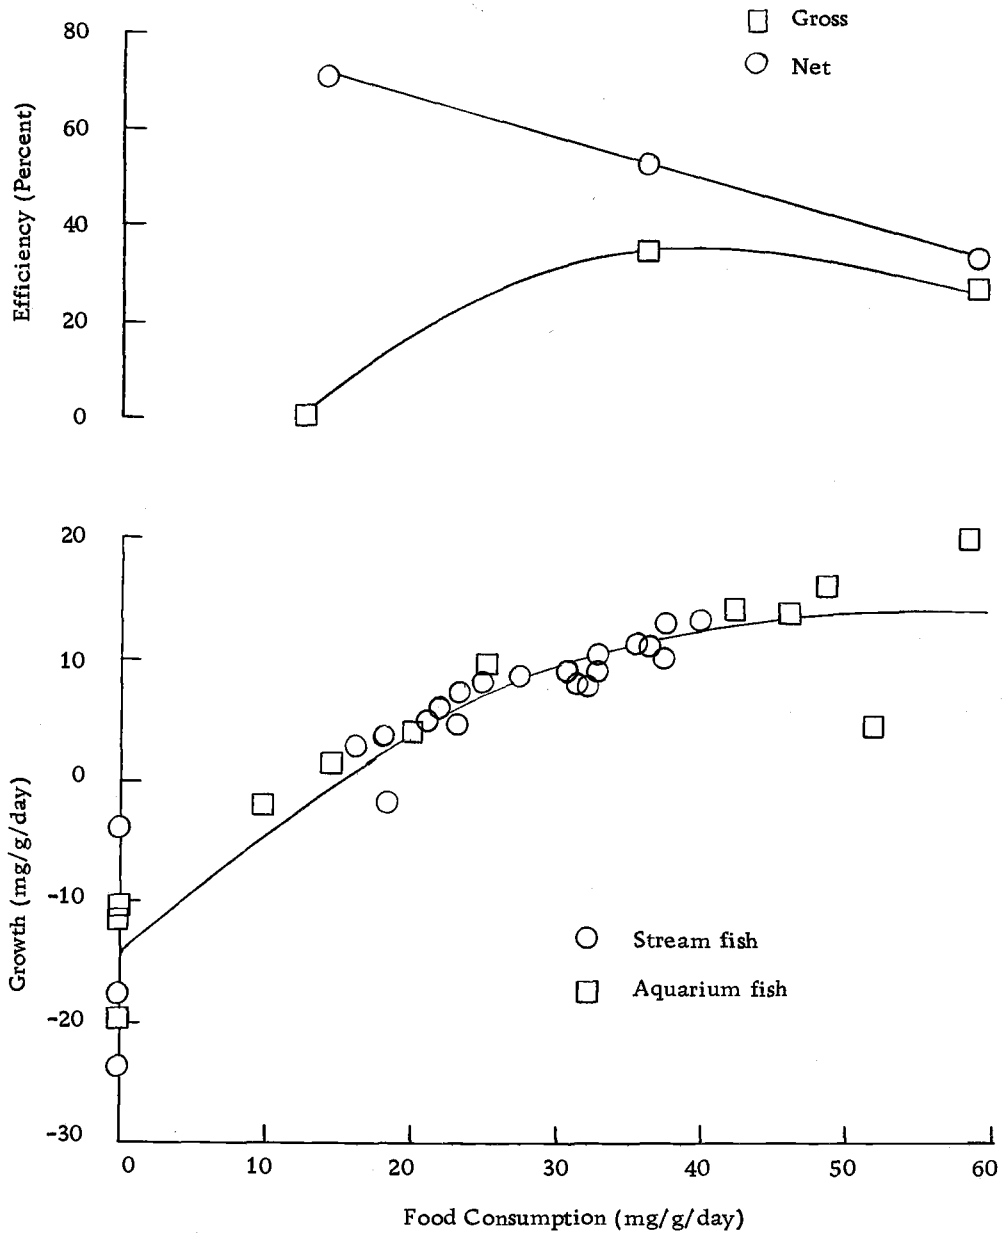 Gross
Net
80
60
40
20
0
Efficiency (Percent)
20
10
0
-10
-20
-30
Growth (mg/g/day)
Stream fish
Aquarium fish
0 10 20 30 40 50 60
Food Consumption (mg/g/day)